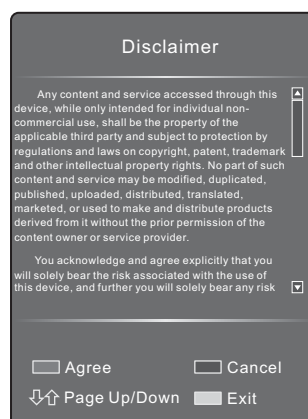 Disclaimer
Any content and service accessed through this
device, while only intended for individual non-
commercial use, shall be the property of the
applicable third party and subject to protection by
regulations and laws on copyright, patent, trademark
and other intellectual property rights. No part of such
content and service may be modified, duplicated,
published, uploaded, distributed, translated,
marketed, or used to make and distribute products
derived from it without the prior permission of the
content owner or service provider.
You acknowledge and agree explicitly that you
will solely bear the risk associated with the use of
this device, and further you will solely bear any risk
Agree Cancel
Page Up/Down Exit